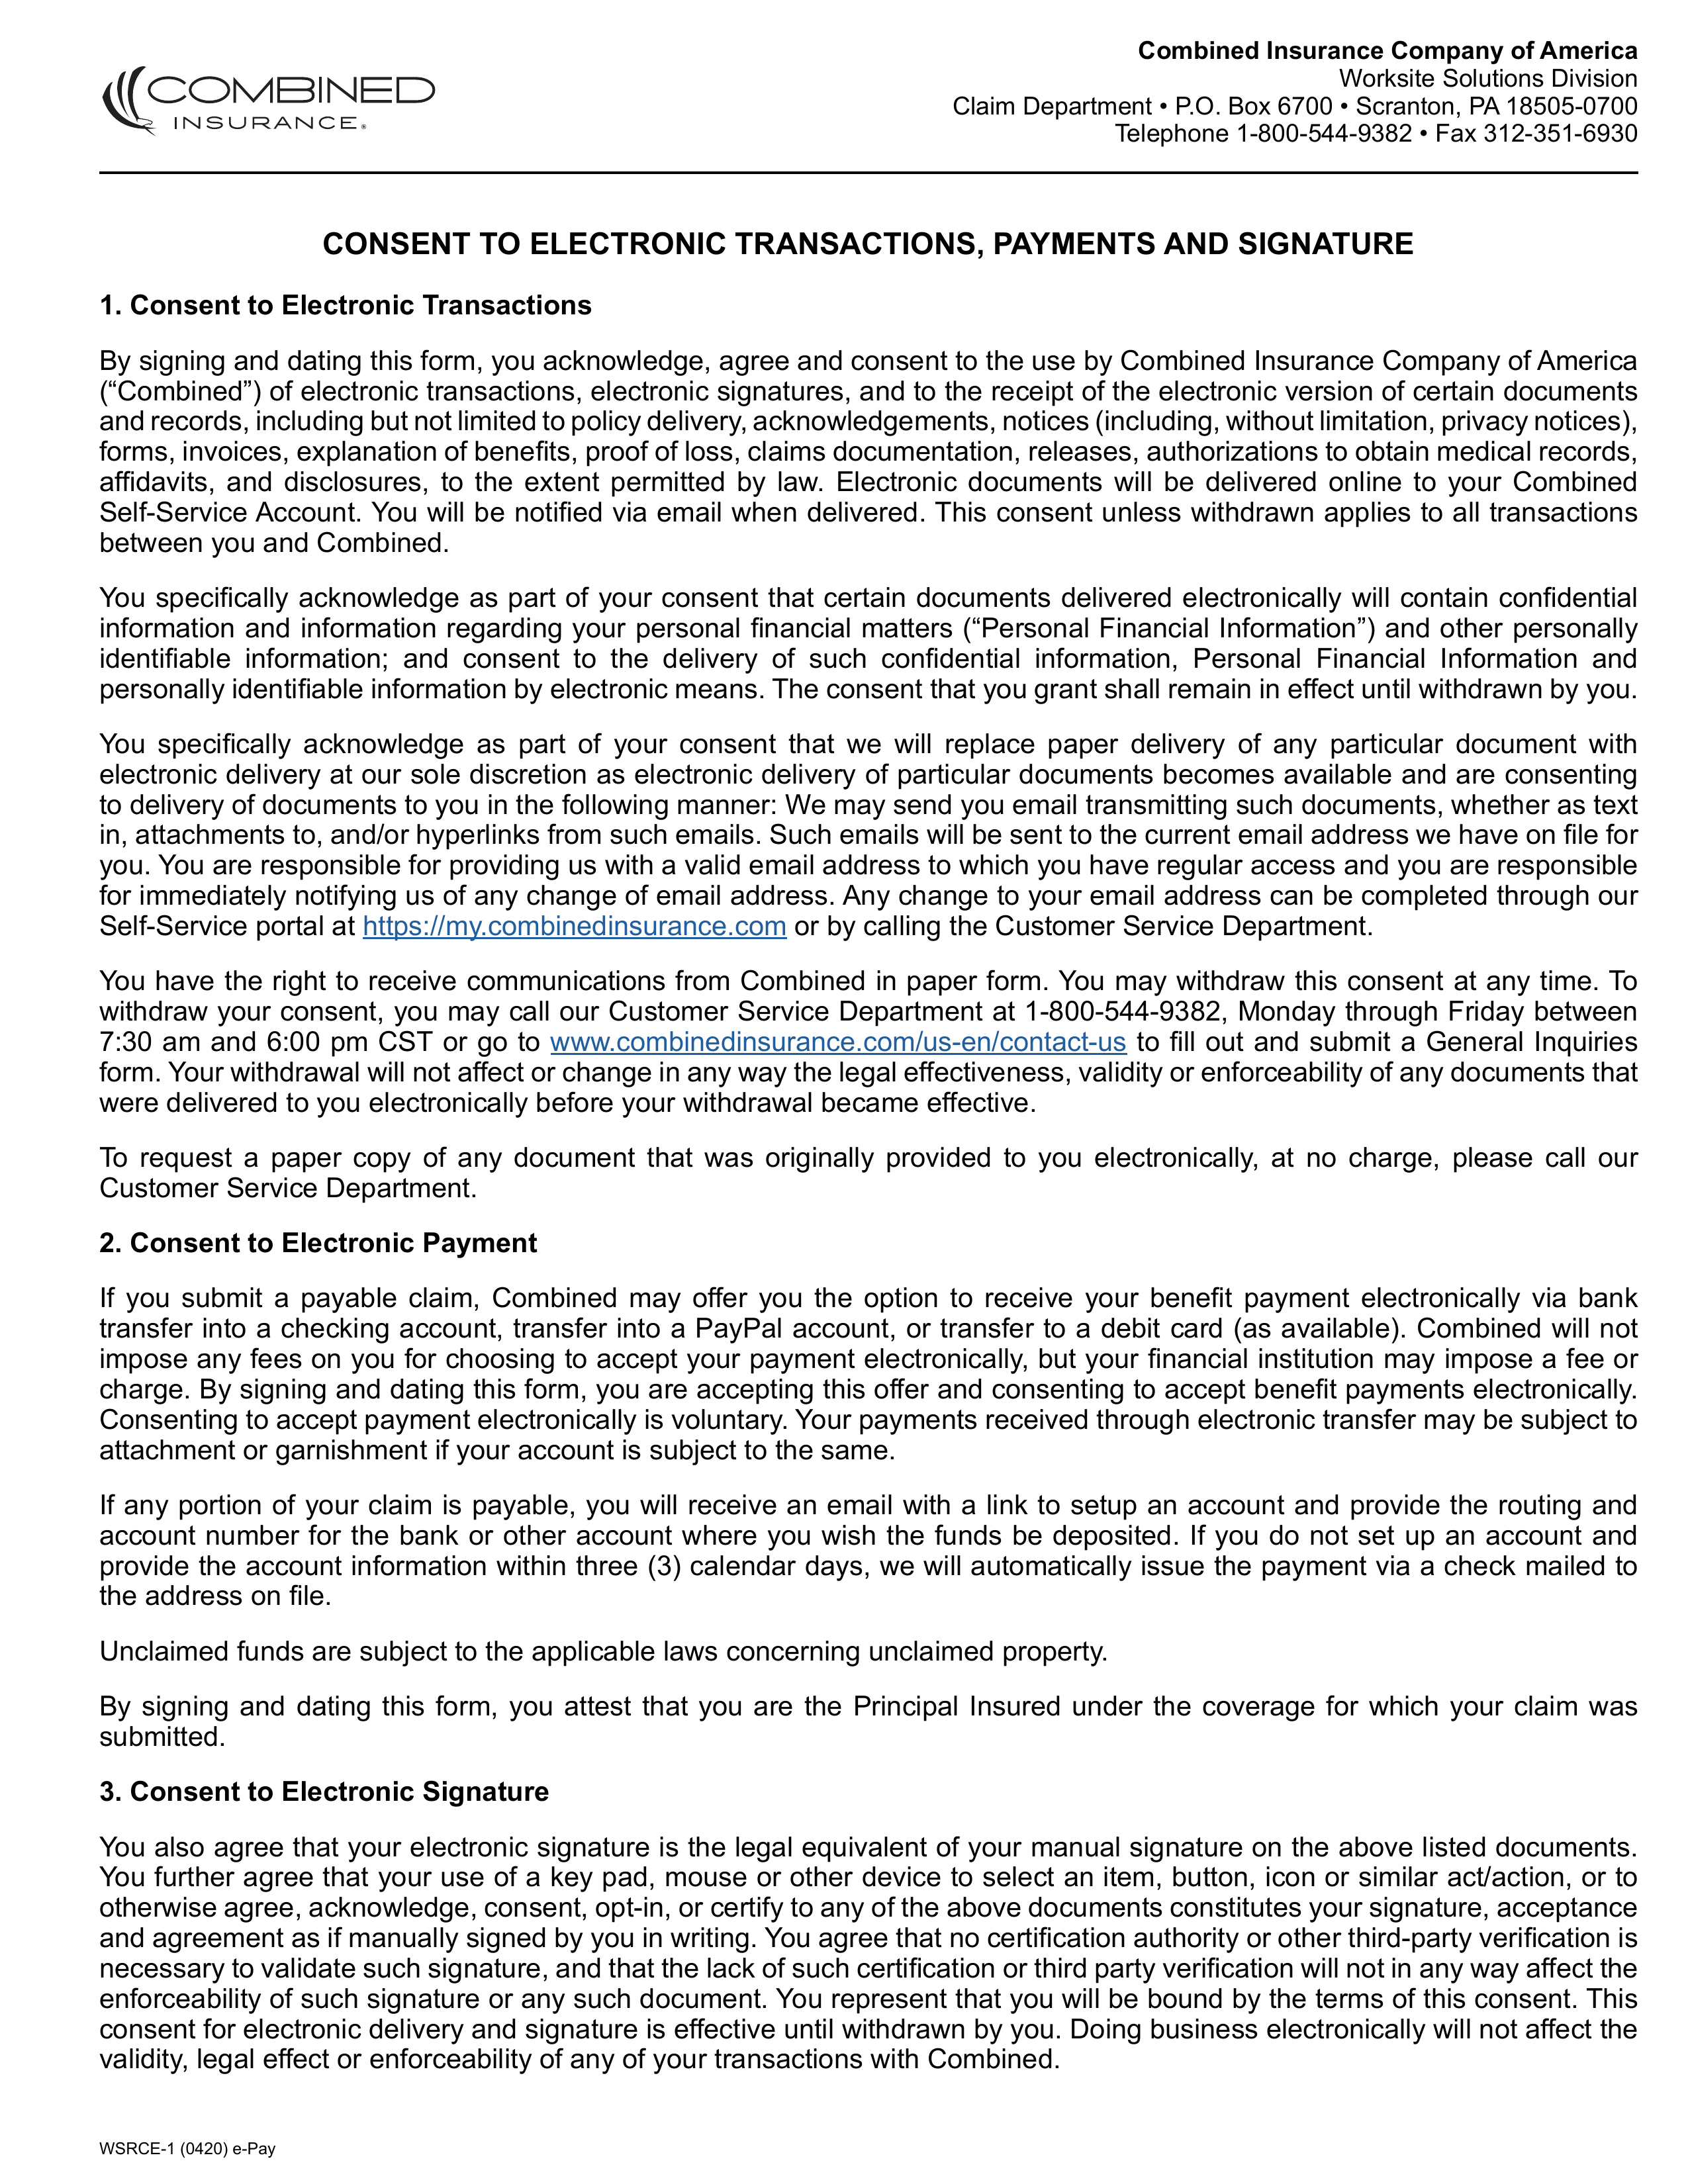 COMBINED
INSURANCE®
Combined Insurance Company of America
Worksite Solutions Division
Claim Department • P.O. Box 6700 • Scranton, PA 18505-0700
Telephone 1-800-544-9382 • Fax 312-351-6930
CONSENT TO ELECTRONIC TRANSACTIONS, PAYMENTS AND SIGNATURE
1. Consent to Electronic Transactions
By signing and dating this form, you acknowledge, agree and consent to the use by Combined Insurance Company of America
(“Combined”) of electronic transactions, electronic signatures, and to the receipt of the electronic version of certain documents
and records, including but not limited to policy delivery, acknowledgements, notices (including, without limitation, privacy notices),
forms, invoices, explanation of benefits, proof of loss, claims documentation, releases, authorizations to obtain medical records,
affidavits, and disclosures, to the extent permitted by law. Electronic documents will be delivered online to your Combined
Self-Service Account. You will be notified via email when delivered. This consent unless withdrawn applies to all transactions
between you and Combined.
You specifically acknowledge as part of your consent that certain documents delivered electronically will contain confidential
information and information regarding your personal financial matters (“Personal Financial Information”) and other personally
identifiable information; and consent to the delivery of such confidential information, Personal Financial Information and
personally identifiable information by electronic means. The consent that you grant shall remain in effect until withdrawn by you.
You specifically acknowledge as part of your consent that we will replace paper delivery of any particular document with
electronic delivery at our sole discretion as electronic delivery of particular documents becomes available and are consenting
to delivery of documents to you in the following manner: We may send you email transmitting such documents, whether as text
in, attachments to, and/or hyperlinks from such emails. Such emails will be sent to the current email address we have on file for
you. You are responsible for providing us with a valid email address to which you have regular access and you are responsible
for immediately notifying us of any change of email address. Any change to your email address can be completed through our
Self-Service portal at https://my.combinedinsurance.com or by calling the Customer Service Department.
You have the right to receive communications from Combined in paper form. You may withdraw this consent at any time. To
withdraw your consent, you may call our Customer Service Department at 1-800-544-9382, Monday through Friday between
7:30 am and 6:00 pm CST or go to www.combinedinsurance.com/us-en/contact-us to fill out and submit a General Inquiries
form. Your withdrawal will not affect or change in any way the legal effectiveness, validity or enforceability of any documents that
were delivered to you electronically before your withdrawal became effective.
To request a paper copy of any document that was originally provided to you electronically, at no charge, please call our
Customer Service Department.
2. Consent to Electronic Payment
If you submit a payable claim, Combined may offer you the option to receive your benefit payment electronically via bank
transfer into a checking account, transfer into a PayPal account, or transfer to a debit card (as available). Combined will not
impose any fees on you for choosing to accept your payment electronically, but your financial institution may impose a fee or
charge. By signing and dating this form, you are accepting this offer and consenting to accept benefit payments electronically.
Consenting to accept payment electronically is voluntary. Your payments received through electronic transfer may be subject to
attachment or garnishment if your account is subject to the same.
If any portion of your claim is payable, you will receive an email with a link to setup an account and provide the routing and
account number for the bank or other account where you wish the funds be deposited. If you do not set up an account and
provide the account information within three (3) calendar days, we will automatically issue the payment via a check mailed to
the address on file.
Unclaimed funds are subject to the applicable laws concerning unclaimed property.
By signing and dating this form, you attest that you are the Principal Insured under the coverage for which your claim was
submitted.
3. Consent to Electronic Signature
You also agree that your electronic signature is the legal equivalent of your manual signature on the above listed documents.
You further agree that your use of a key pad, mouse or other device to select an item, button, icon or similar act/action, or to
otherwise agree, acknowledge, consent, opt-in, or certify to any of the above documents constitutes your signature, acceptance
and agreement as if manually signed by you in writing. You agree that no certification authority or other third-party verification is
necessary to validate such signature, and that the lack of such certification or third party verification will not in any way affect the
enforceability of such signature or any such document. You represent that you will be bound by the terms of this consent. This
consent for electronic delivery and signature is effective until withdrawn by you. Doing business electronically will not affect the
validity, legal effect or enforceability of any of your transactions with Combined.
WSRCE-1 (0420) e-Pay